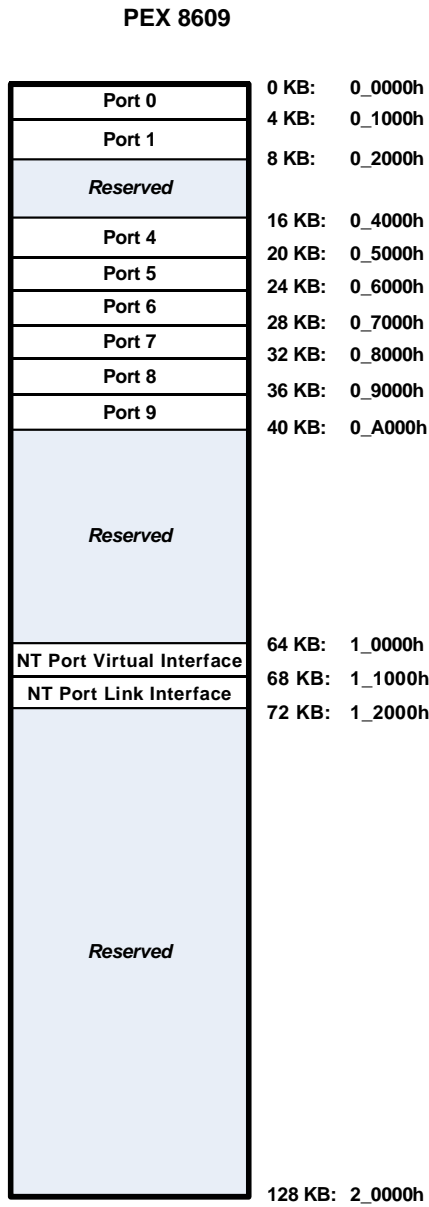 PEX 8609
0 KB: 0_0000h
Port 0
4 KB: 0_1000h
Port 1
8 KB: 0_2000h
Reserved
16 KB: 0_4000h
Port 4
20 KB: 0_5000h
Port 5
24 KB: 0_6000h
Port 6
28 KB: 0_7000h
Port 7
32 KB: 0_8000h
Port 8
36 KB: 0_9000h
Port 9
40 KB: 0_A000h
Reserved
64 KB: 1_0000h
NT Port Virtual Interface
68 KB: 1_1000h
NT Port Link Interface
72 KB: 1_2000h
Reserved
128 KB: 2_0000h